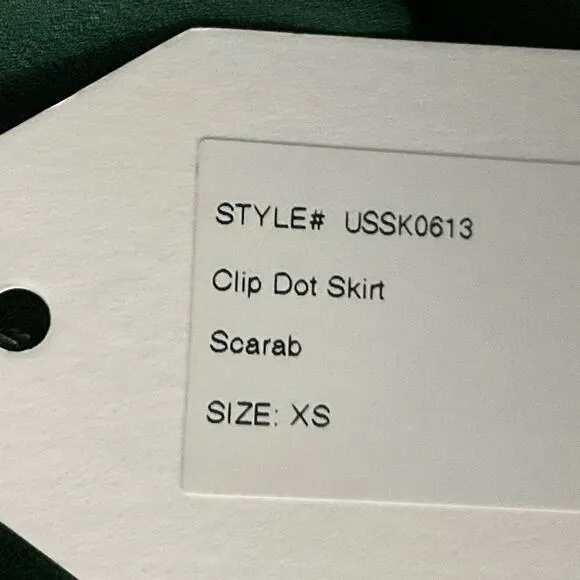 STYLE# USSK0613
Clip Dot Skirt
Scarab
SIZE: XS